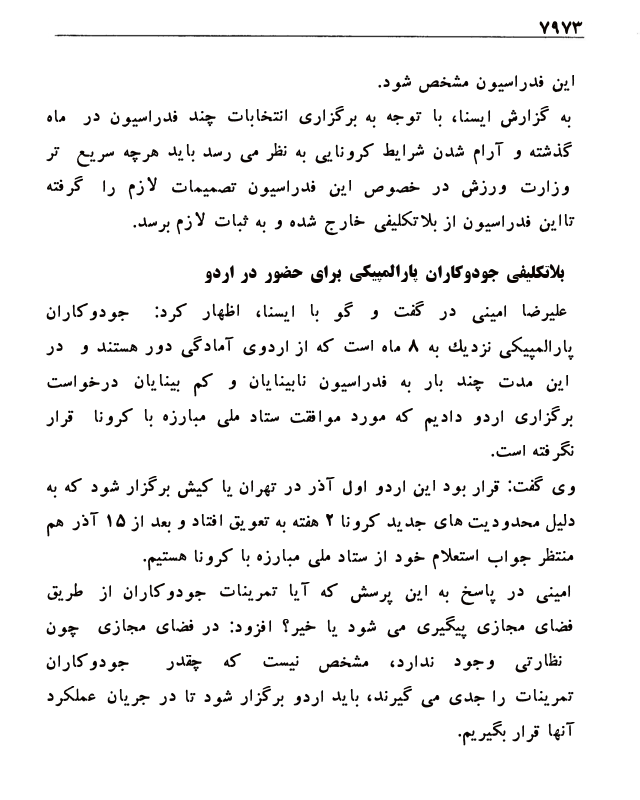 ۷۹۷۳
این فدراسیون مشخص شود.
به گزارش ایسنا، با توجه به برگزاری انتخابات چند فدراسیون در ماه
گذشته و آرام شدن شرایط کرونایی به نظر می رسد باید هرچه سریع تر
وزارت ورزش در خصوص این فدراسیون تصمیمات لازم را گرفته
تااین فدراسیون از بلاتکلیفی خارج شده و به ثبات لازم برسد.
بلاتکلیفی جودوکاران پارالمپیکی برای حضور در اردو
علیرضا امینی در گفت و گو با ایسنا، اظهار کرد: جودوکاران
پارالمپیکی نزدیك به ۸ ماه است که از اردوی آمادگی دور هستند و در
این مدت چند بار به فدراسیون نابینایان و کم بینایان درخواست
برگزاری اردو دادیم که مورد موافقت ستاد ملی مبارزه با کرونا قرار
نگرفته است.
وی گفت: قرار بود این اردو اول آذر در تهران یا کیش برگزار شود که به
دلیل محدودیت های جدید کرونا ۲ هفته به تعویق افتاد و بعد از ۱۵ آذر هم
منتظر جواب استعلام خود از ستاد ملی مبارزه با کرونا هستیم.
امینی در پاسخ به این پرسش که آیا تمرینات جودوکاران از طریق
فضای مجازی پیگیری می شود یا خیر؟ افزود: در فضای مجازی چون
نظارتی وجود ندارد، مشخص نیست که چقدر جودوکاران
تمرینات را جدی می گیرند، باید اردو برگزار شود تا در جریان عملکرد
آنها قرار بگیریم.